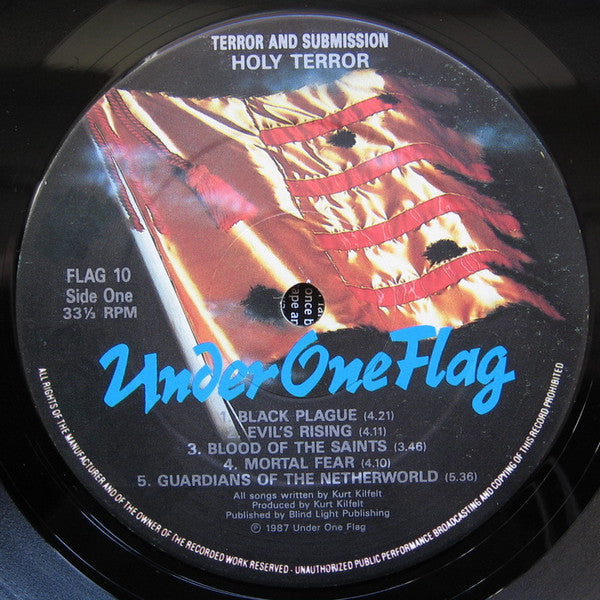 TERROR AND SUBMISSION
HOLY TERROR
FLAG 10
Side One
33⅓ RPM
Under One Flag
1. BLACK PLAGUE (4.21)
2. EVIL'S RISING (4.11)
3. BLOOD OF THE SAINTS (3.46)
4. MORTAL FEAR (4.10)
5. GUARDIANS OF THE NETHERWORLD (5.36)
All songs written by Kurt Kilfelt
Produced by Kurt Kilfelt
Published by Blind Light Publishing
℗ 1987 Under One Flag
ALL RIGHTS OF THE MANUFACTURER AND OF THE OWNER OF THE RECORDED WORK RESERVED - UNAUTHORIZED PUBLIC PERFORMANCE BROADCASTING AND COPYING OF THIS RECORD PROHIBITED
once b
ape an